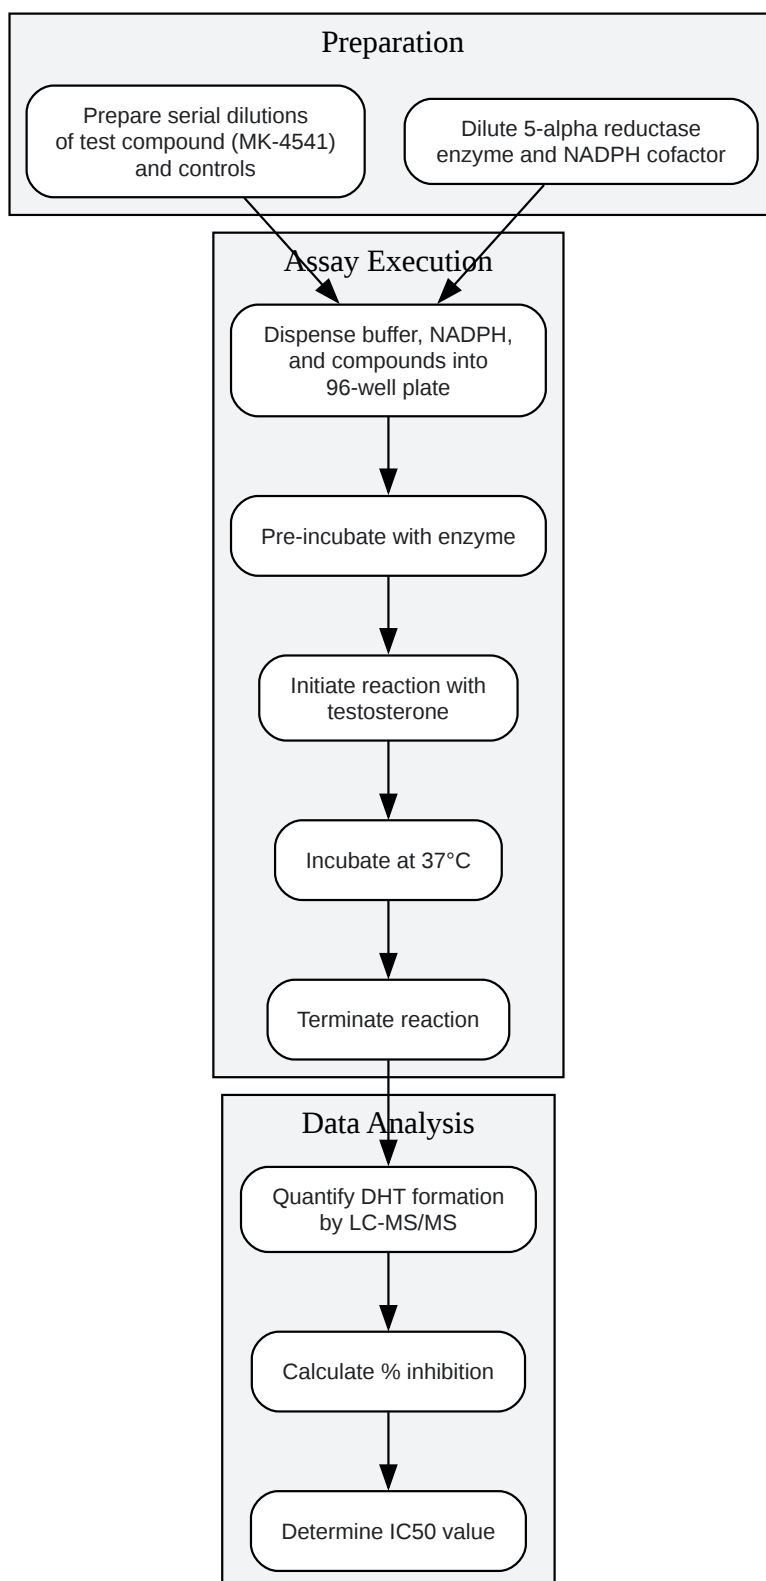 Preparation
Prepare serial dilutions
of test compound (MK-4541)
and controls
Dilute 5-alpha reductase
enzyme and NADPH cofactor
Assay Execution
Dispense buffer, NADPH,
and compounds into
96-well plate
Pre-incubate with enzyme
Initiate reaction with
testosterone
Incubate at 37°C
Terminate reaction
Data Analysis
Quantify DHT formation
by LC-MS/MS
Calculate % inhibition
Determine IC50 value